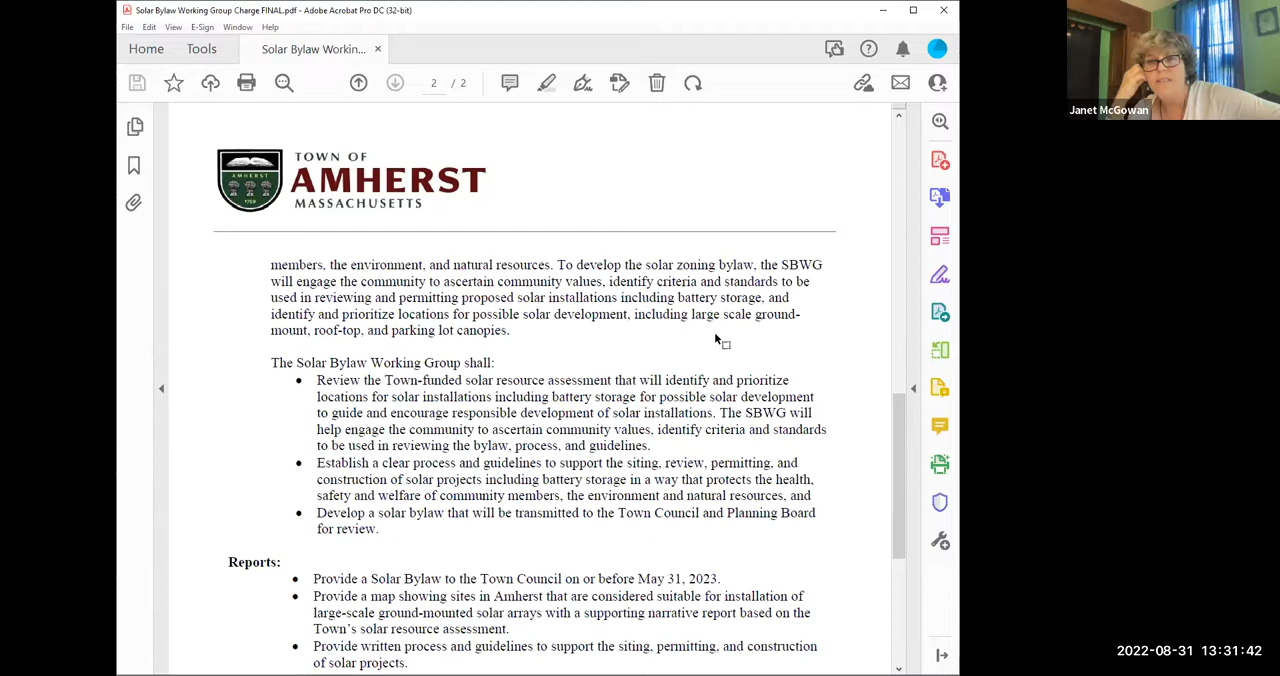 Solar Bylaw Working Group Charge FINAL.pdf - Adobe Acrobat Pro DC (32-bit)
File Edit View E-Sign Window Help
Home Tools Solar Bylaw Workin... ×
2 / 2
Janet McGowan
AMHERST
1759
TOWN OF
AMHERST
MASSACHUSETTS
members, the environment, and natural resources. To develop the solar zoning bylaw, the SBWG
will engage the community to ascertain community values, identify criteria and standards to be
used in reviewing and permitting proposed solar installations including battery storage, and
identify and prioritize locations for possible solar development, including large scale ground-
mount, roof-top, and parking lot canopies.
The Solar Bylaw Working Group shall:
• Review the Town-funded solar resource assessment that will identify and prioritize
locations for solar installations including battery storage for possible solar development
to guide and encourage responsible development of solar installations. The SBWG will
help engage the community to ascertain community values, identify criteria and standards
to be used in reviewing the bylaw, process, and guidelines.
• Establish a clear process and guidelines to support the siting, review, permitting, and
construction of solar projects including battery storage in a way that protects the health,
safety and welfare of community members, the environment and natural resources, and
• Develop a solar bylaw that will be transmitted to the Town Council and Planning Board
for review.
Reports:
• Provide a Solar Bylaw to the Town Council on or before May 31, 2023.
• Provide a map showing sites in Amherst that are considered suitable for installation of
large-scale ground-mounted solar arrays with a supporting narrative report based on the
Town's solar resource assessment.
• Provide written process and guidelines to support the siting, permitting, and construction
of solar projects.
2022-08-31 13:31:42